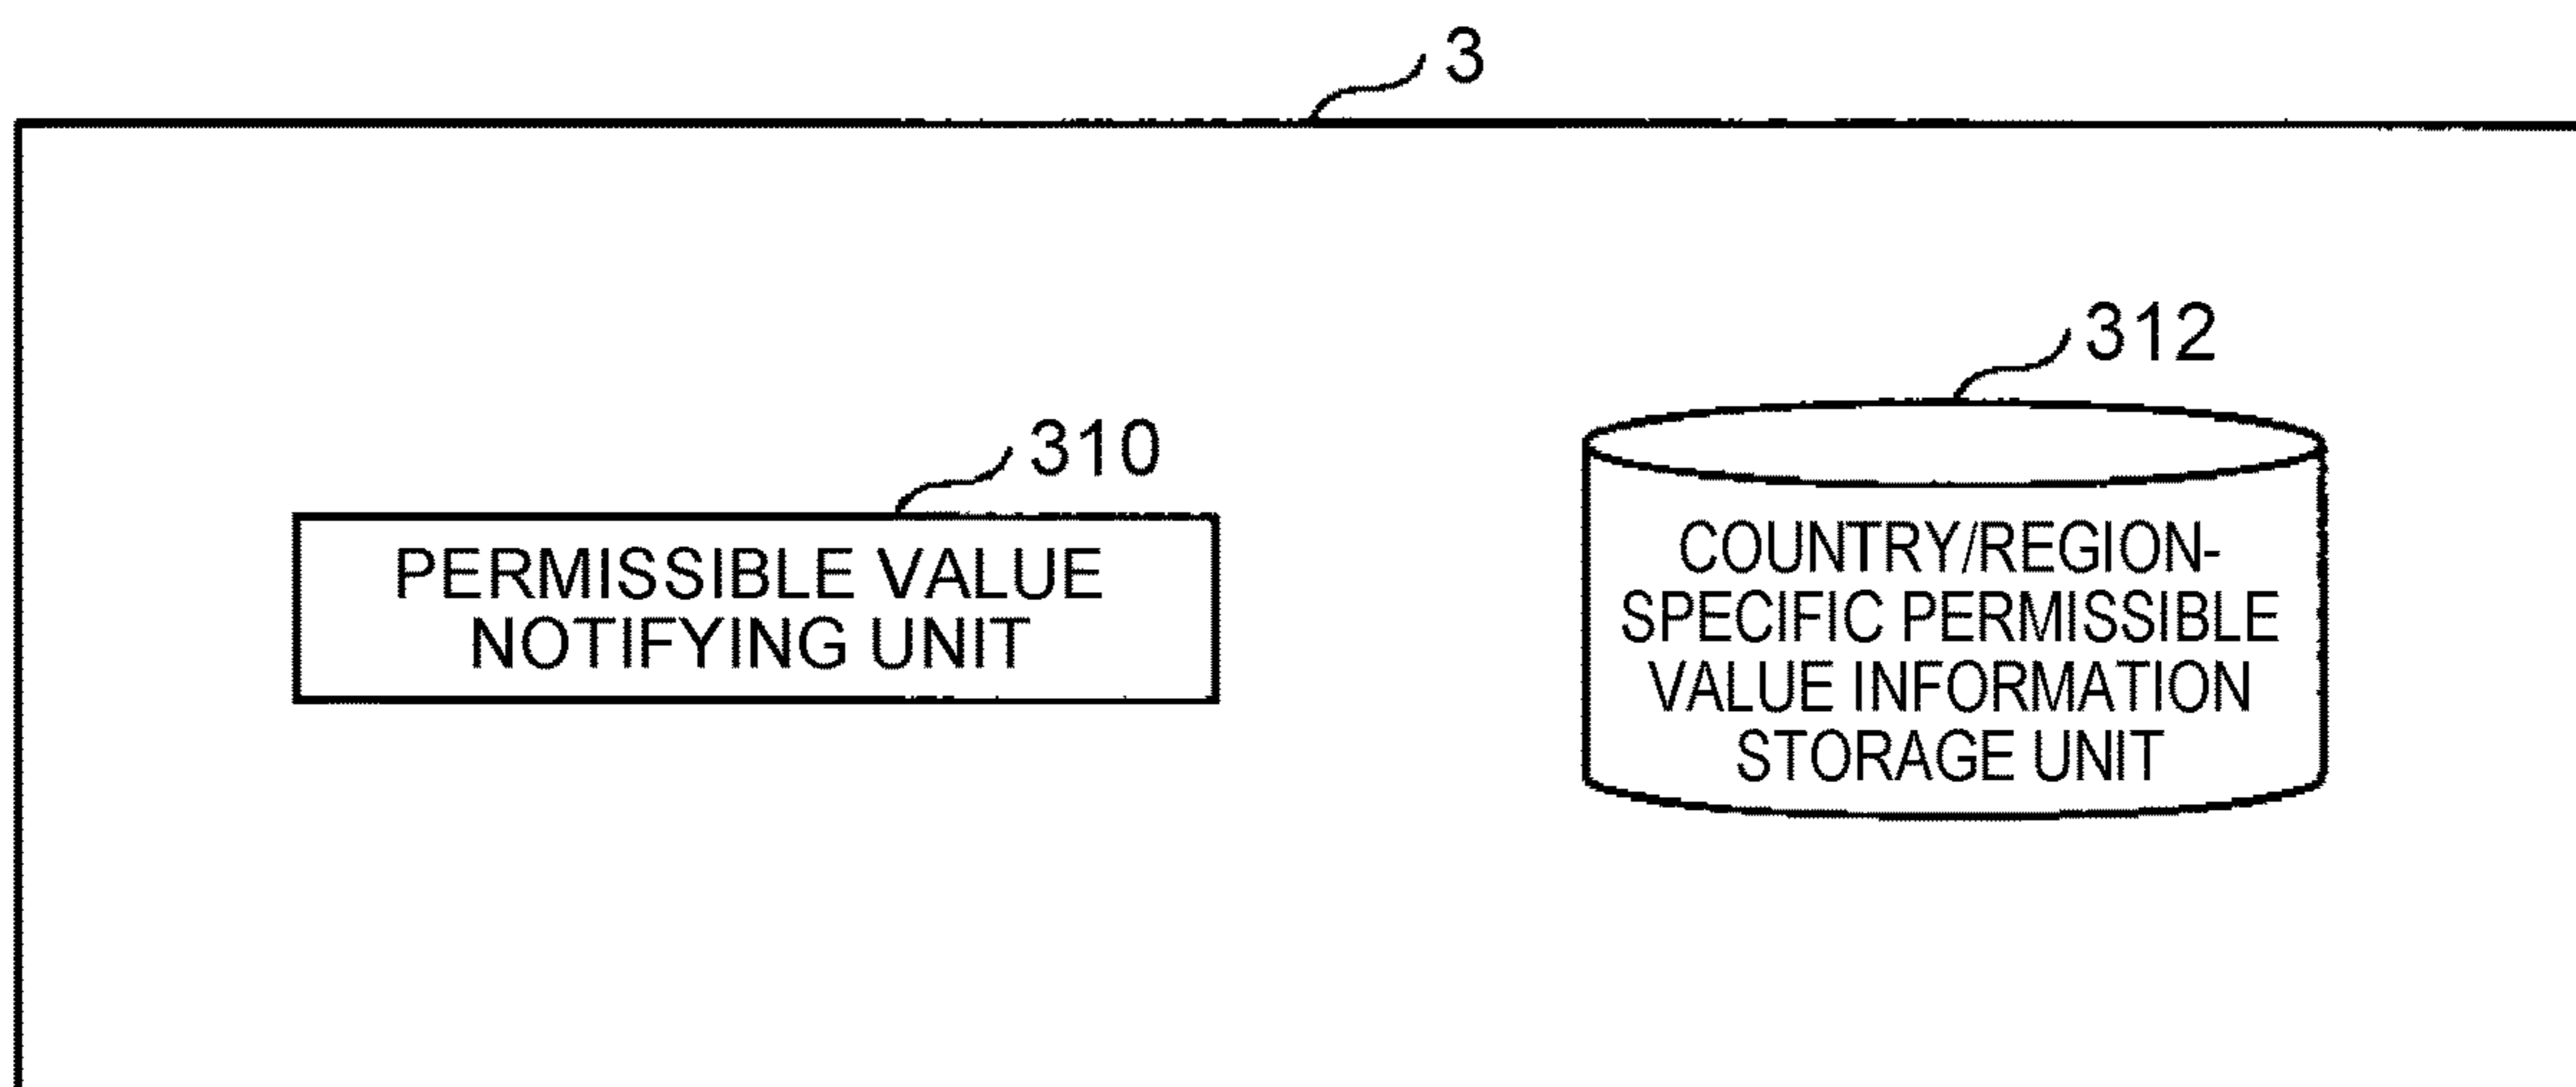 3
312
310
PERMISSIBLE VALUE
NOTIFYING UNIT
COUNTRY/REGION-
SPECIFIC PERMISSIBLE
VALUE INFORMATION
STORAGE UNIT